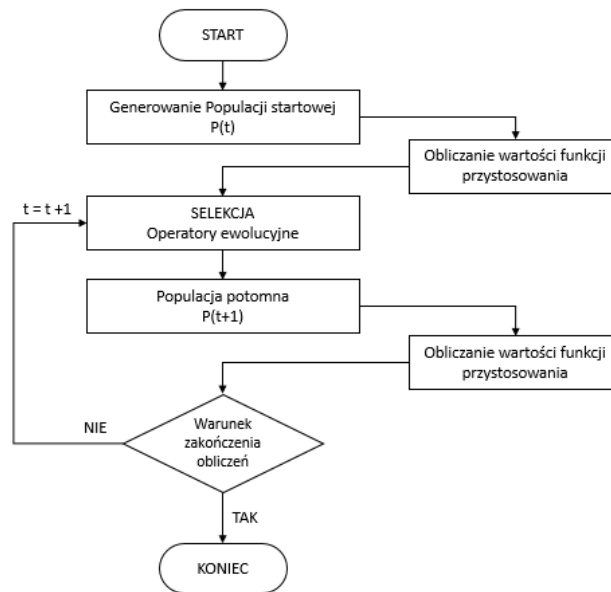 START
Generowanie Populacji startowej
P(t)
Obliczanie wartości funkcji
przystosowania
t = t +1
SELEKCJA
Operatory ewolucyjne
Populacja potomna
P(t+1)
Obliczanie wartości funkcji
przystosowania
NIE
Warunek
zakończenia
obliczeń
TAK
KONIEC